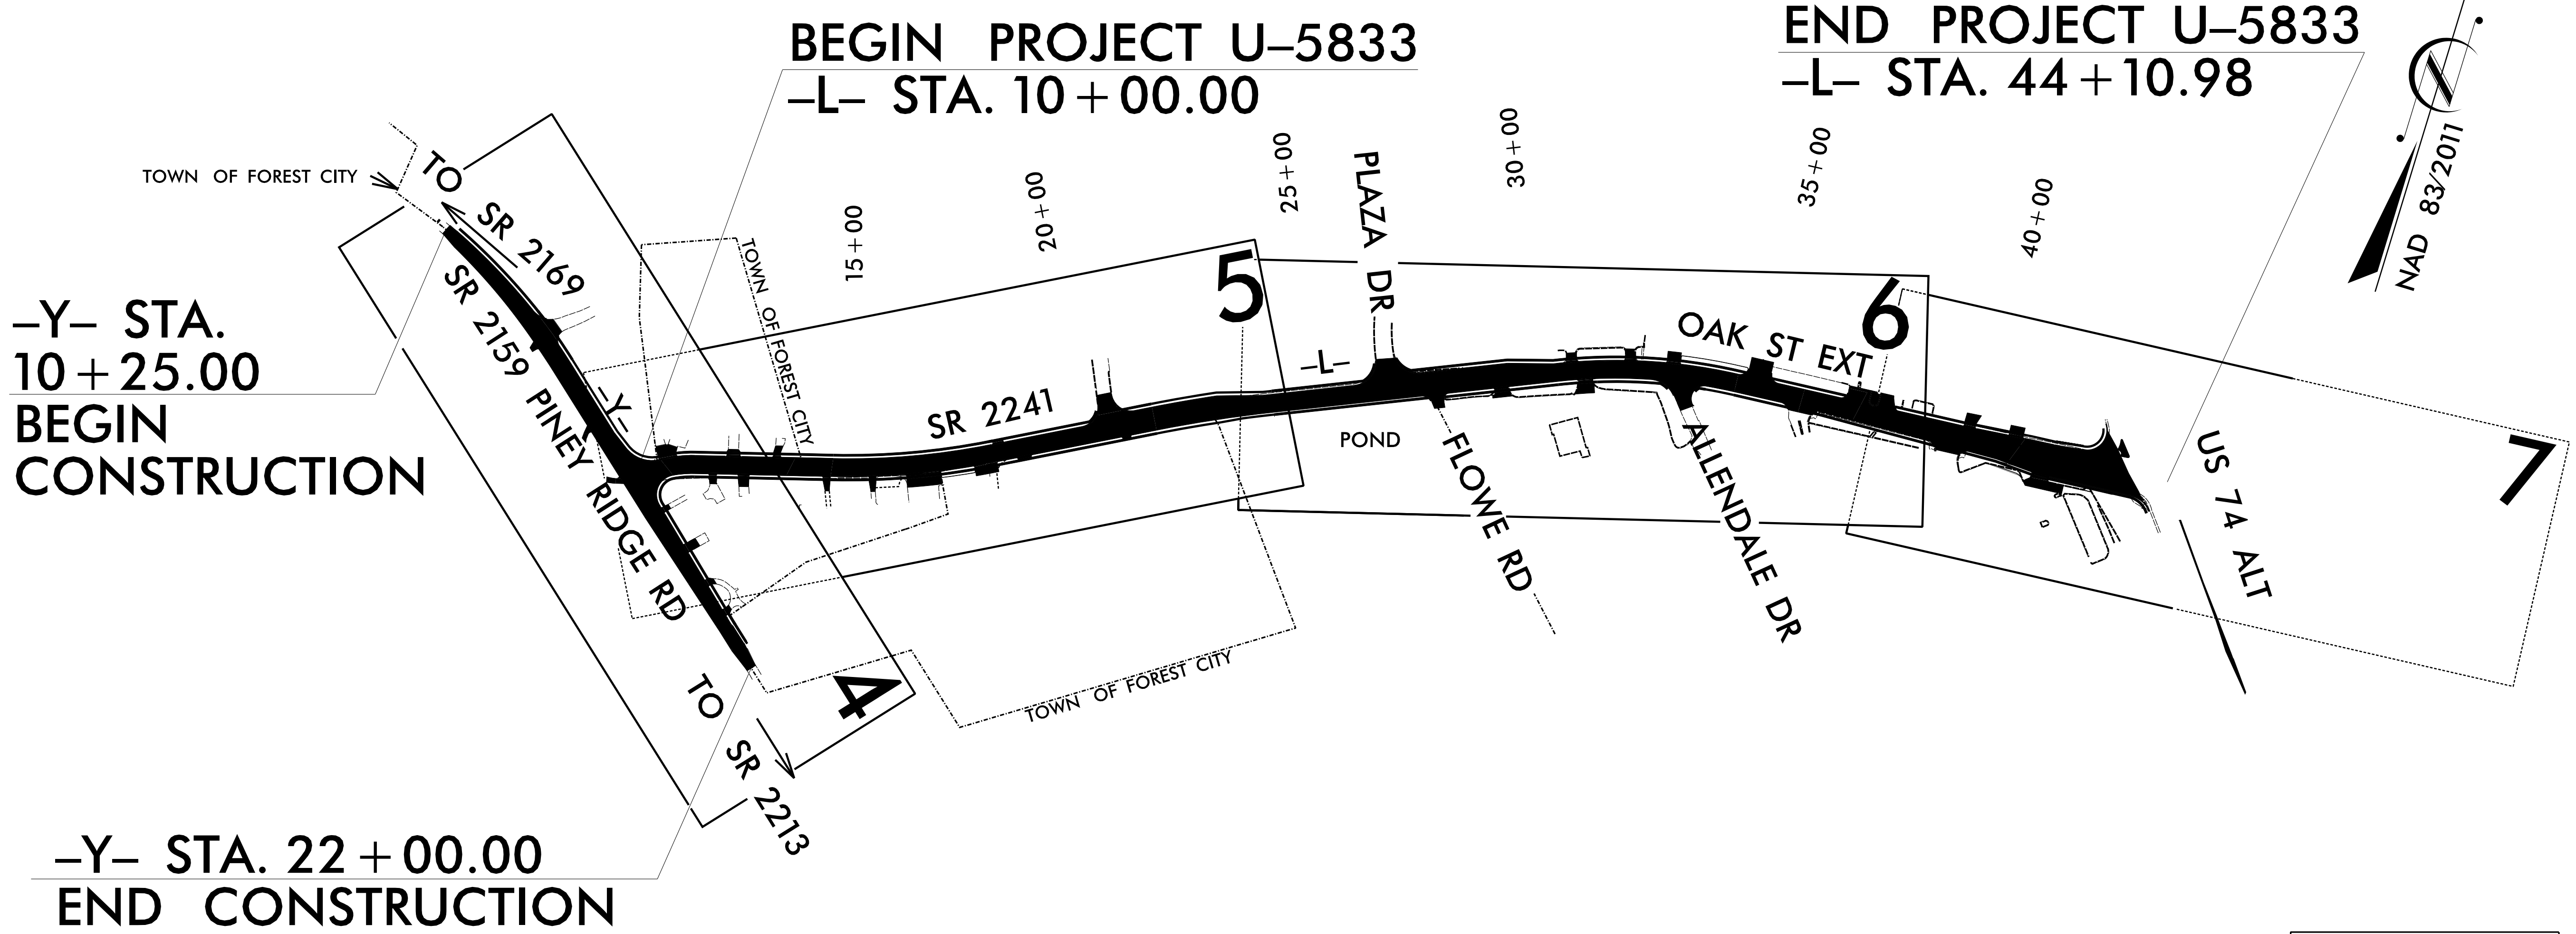 BEGIN PROJECT U–5833
–L– STA. 10+00.00
END PROJECT U–5833
–L– STA. 44+10.98
NAD 83/2011
TOWN OF FOREST CITY
TO
SR 2169
SR 2159 PINEY RIDGE RD
–Y–
–Y– STA.
10+25.00
BEGIN
CONSTRUCTION
TOWN OF FOREST CITY
15+00
20+00
25+00
30+00
35+00
40+00
PLAZA DR
5
6
7
4
SR 2241
–L–
OAK ST EXT
POND
FLOWE RD
ALLENDALE DR
US 74 ALT
TOWN OF FOREST CITY
TO
SR 2213
–Y– STA. 22+00.00
END CONSTRUCTION